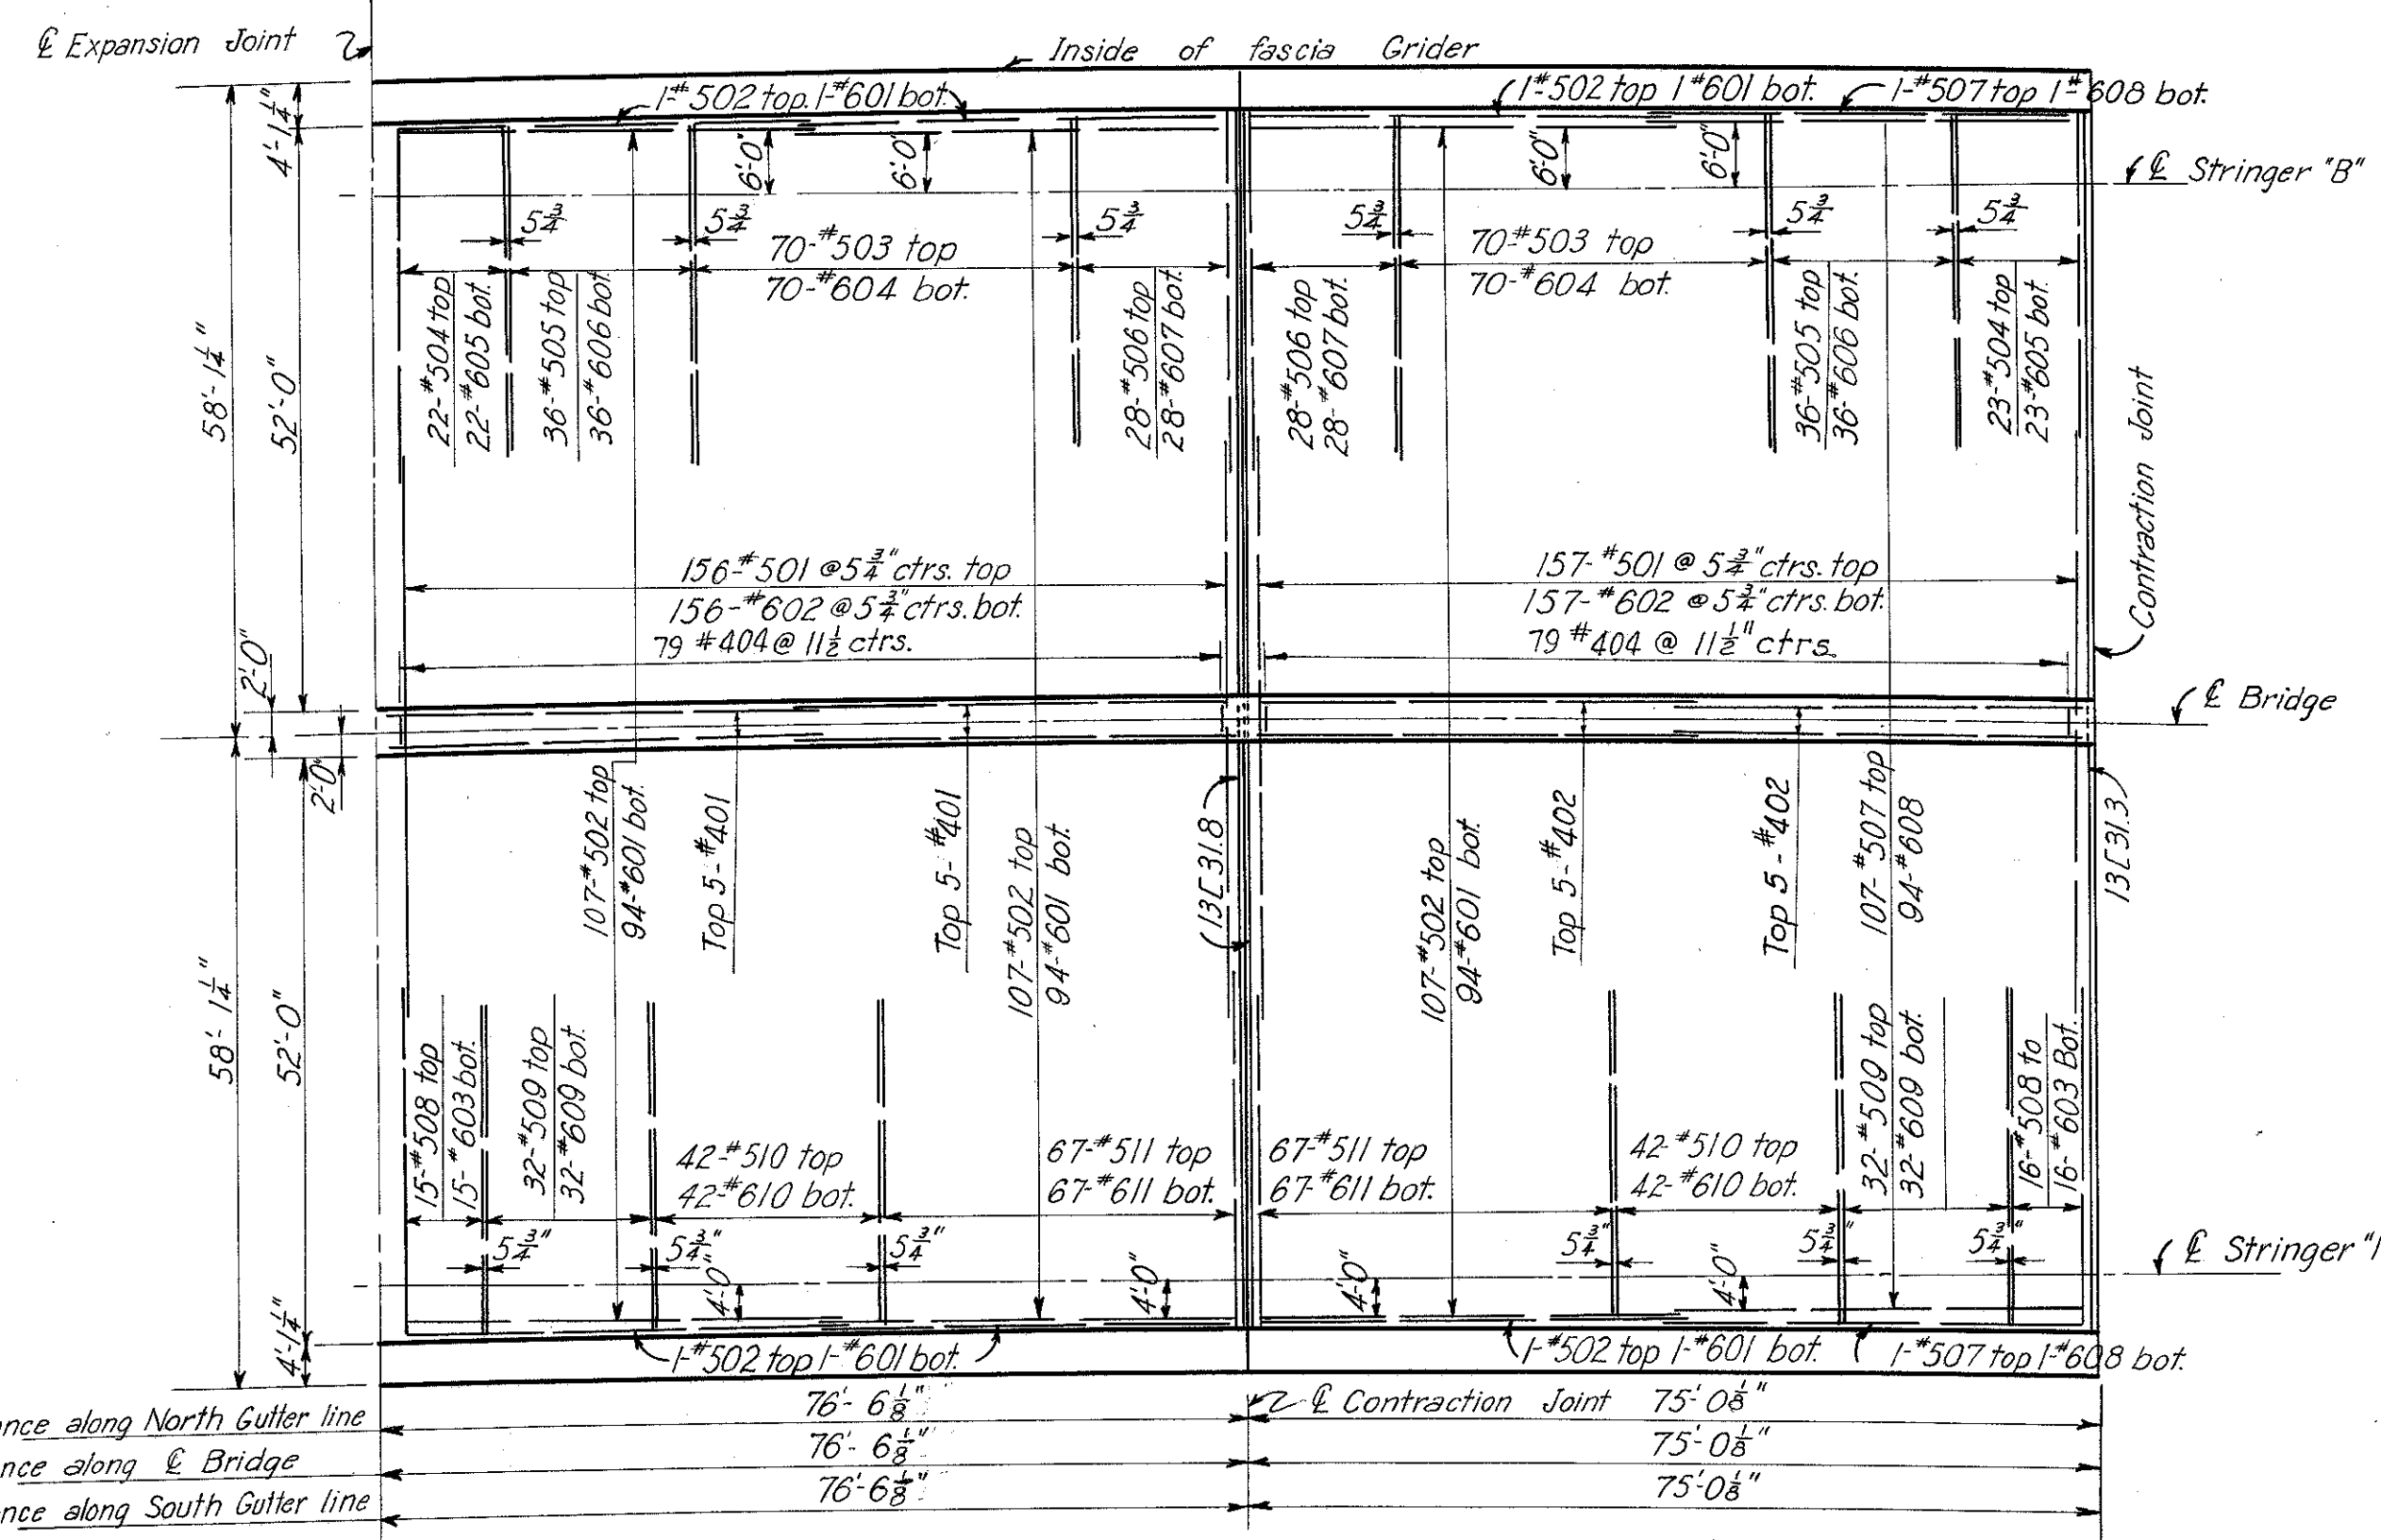 ℄ Expansion Joint
Inside of fascia Grider
1-#502 top. 1-#601 bot.
1-#502 top 1-#601 bot.
1-#507 top 1-#608 bot.
4'-1¼"
6'-0"
6'-0"
6'-0"
6'-0"
℄ Stringer "B"
5¾
5¾
5¾
5¾
5¾
5¾
70-#503 top
70-#604 bot.
70-#503 top
70-#604 bot.
22-#504 top
22-#605 bot.
36-#505 top
36-#606 bot.
28-#506 top
28-#607 bot.
28-#506 top
28-#607 bot.
36-#505 top
36-#606 bot.
23-#504 top
23-#605 bot.
58'-1¼"
52'-0"
Contraction Joint
156-#501 @ 5¾" ctrs. top
156-#602 @ 5¾" ctrs. bot.
79 #404 @ 11½ ctrs.
157-#501 @ 5¾" ctrs. top
157-#602 @ 5¾" ctrs. bot.
79 #404 @ 11½" ctrs.
2'-0"
℄ Bridge
2'-0"
107-#502 top
94-#601 bot.
Top 5-#401
Top 5-#401
107-#502 top
94-#601 bot.
13[31.8
107-#502 top
94-#601 bot.
Top 5-#402
Top 5-#402
107-#507 top
94-#608
13[31.3
58'-1¼"
52'-0"
15-#508 top
15-#603 bot.
32-#509 top
32-#609 bot.
42-#510 top
42-#610 bot.
67-#511 top
67-#611 bot.
67-#511 top
67-#611 bot.
42-#510 top
42-#610 bot.
32-#509 top
32-#609 bot.
16-#508 to
16-#603 Bot.
5¾"
5¾"
5¾"
5¾"
5¾"
5¾"
4'-0"
4'-0"
4'-0"
4'-0"
℄ Stringer "
4'-1¼"
1-#502 top 1-#601 bot.
1-#502 top 1-#601 bot.
1-#507 top 1-#608 bot.
nce along North Gutter line
76'-6⅛"
℄ Contraction Joint
75'-0⅛"
nce along ℄ Bridge
76'-6⅛"
75'-0⅛"
nce along South Gutter line
76'-6⅛"
75'-0⅛"